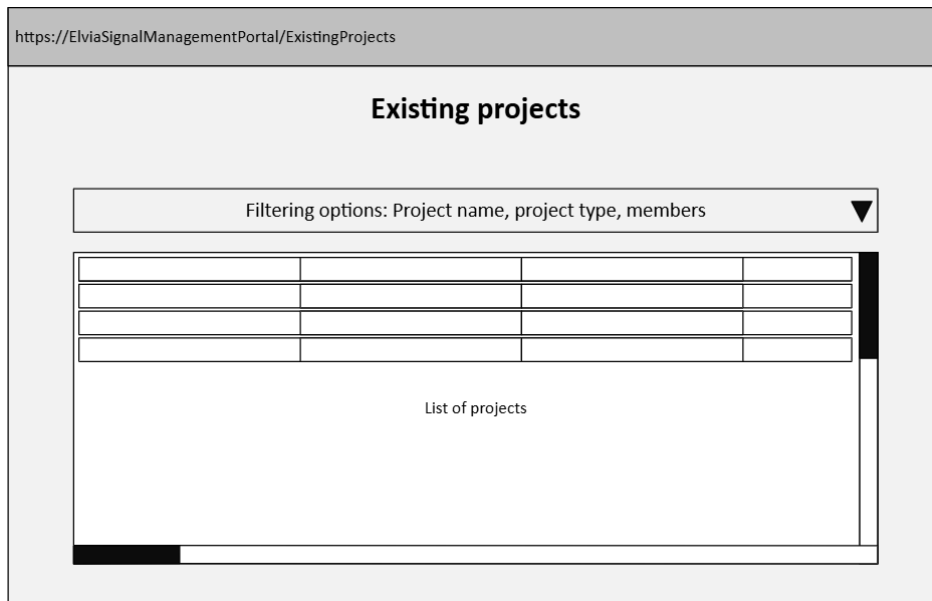 https://ElviaSignalManagementPortal/ExistingProjects
Existing projects
Filtering options: Project name, project type, members
List of projects